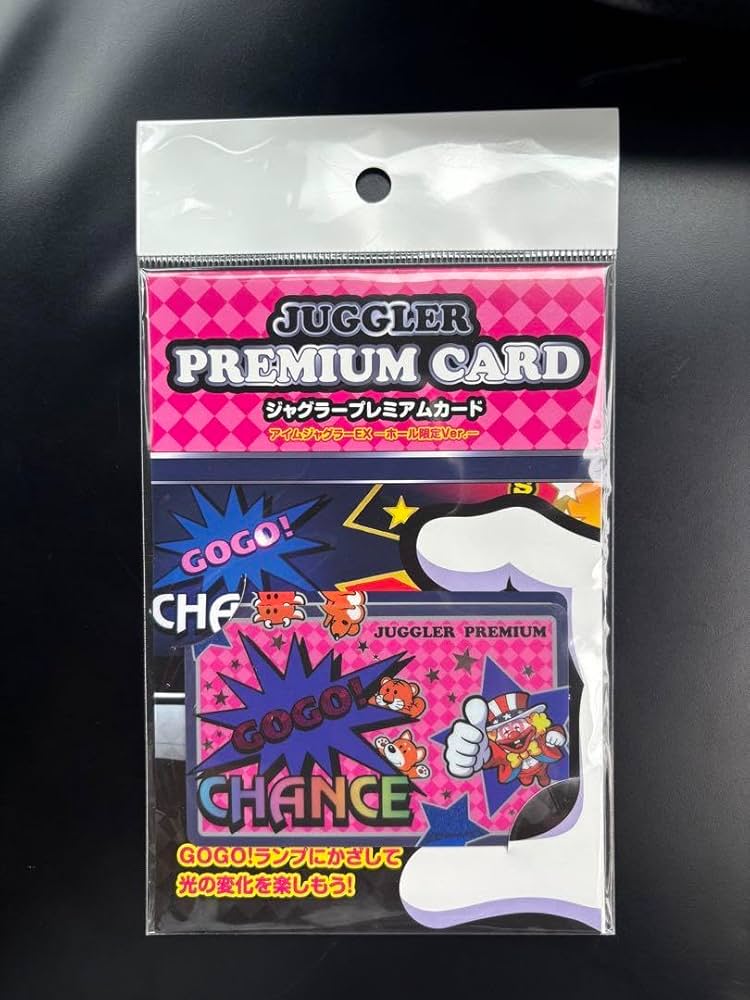 JUGGLER
PREMIUM CARD
ジャグラープレミアムカード
アイムジャグラーEX ーホール限定Ver.ー
S
GOGO!
CHA
JUGGLER PREMIUM
GOGO!
CHANCE
GOGO!ランプにかざして
光の変化を楽しもう!